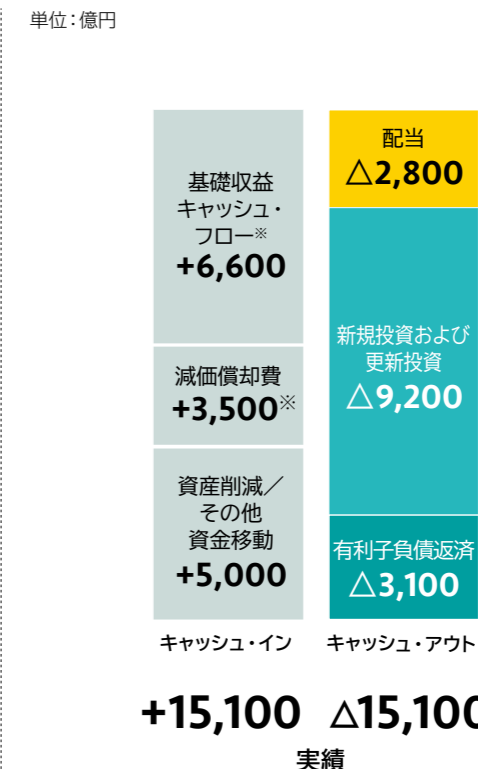 単位：億円
基礎収益
キャッシュ・
フロー※
+6,600
減価償却費
+3,500※
資産削減／
その他
資金移動
+5,000
配当
△2,800
新規投資および
更新投資
△9,200
有利子負債返済
△3,100
キャッシュ・イン
キャッシュ・アウト
+15,100
△15,100
実績